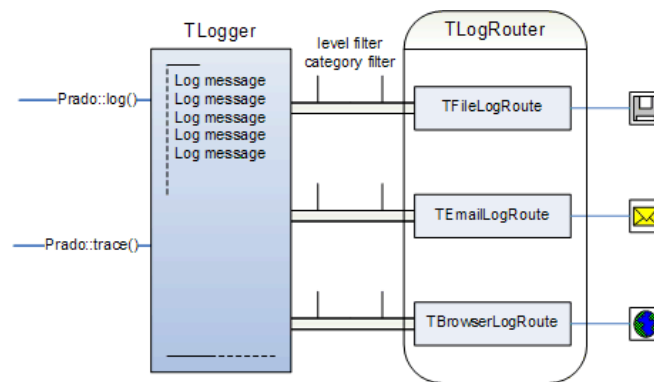 TLogger
level filter
category filter
TLogRouter
Log message
Log message
Log message
Log message
Log message
Prado::log()
Prado::trace()
TFileLogRoute
TEmailLogRoute
TBrowserLogRoute